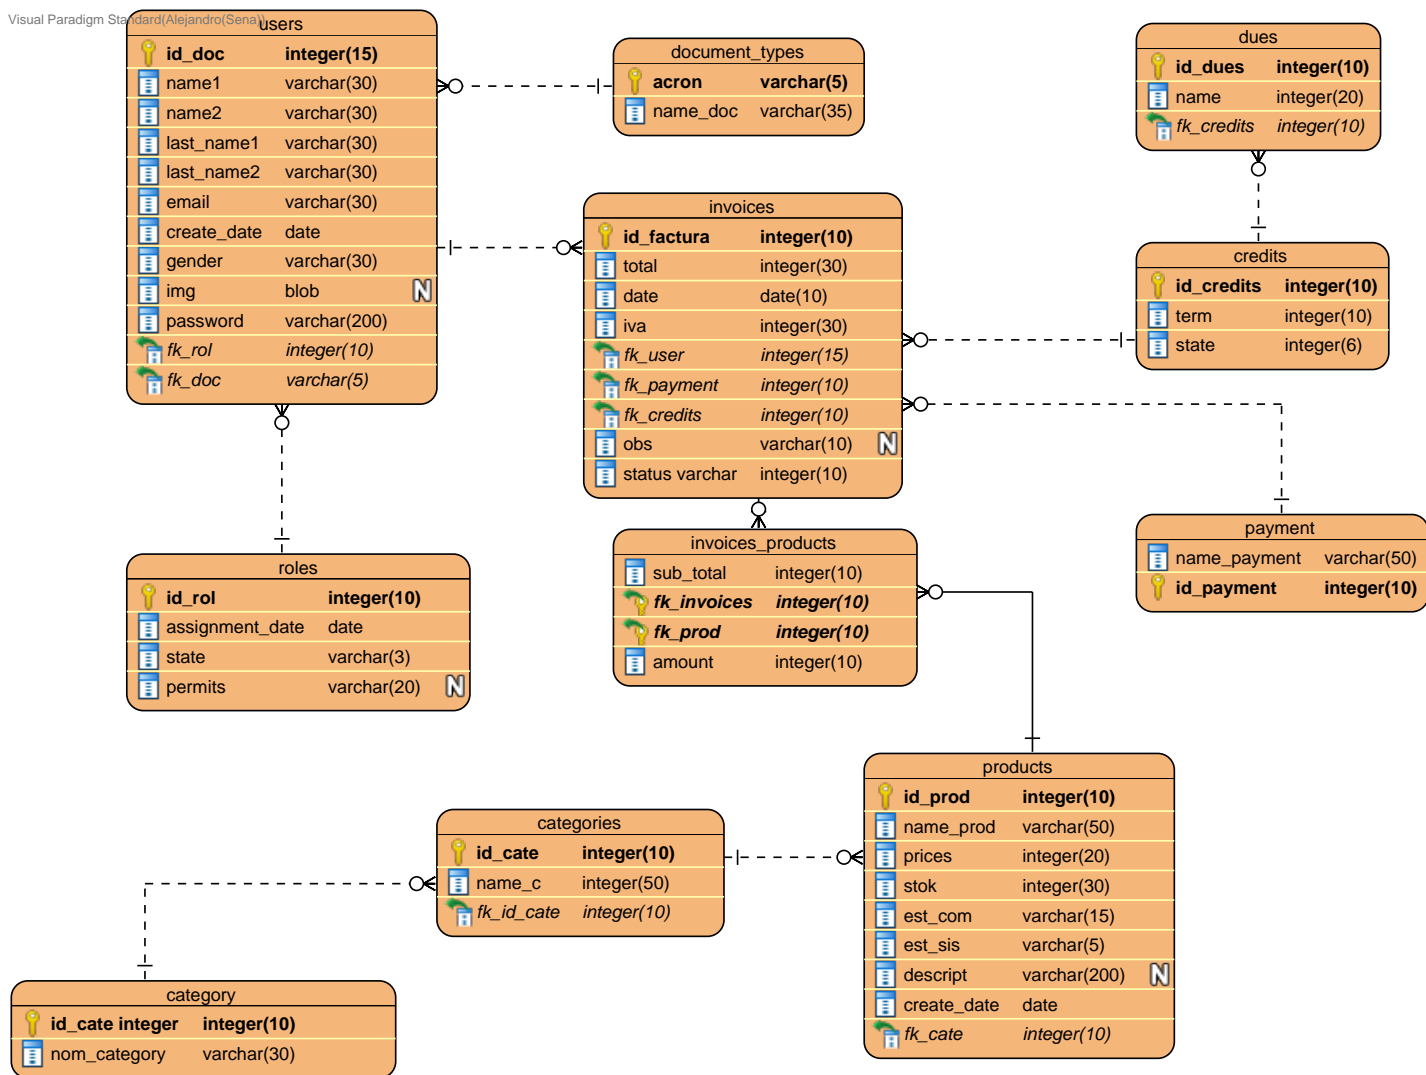 Visual Paradigm Standard(Alejandro(Sena))
users
id_doc integer(15)
name1 varchar(30)
name2 varchar(30)
last_name1 varchar(30)
last_name2 varchar(30)
email varchar(30)
create_date date
gender varchar(30)
img blob N
password varchar(200)
fk_rol integer(10)
fk_doc varchar(5)
document_types
acron varchar(5)
name_doc varchar(35)
dues
id_dues integer(10)
name integer(20)
fk_credits integer(10)
invoices
id_factura integer(10)
total integer(30)
date date(10)
iva integer(30)
fk_user integer(15)
fk_payment integer(10)
fk_credits integer(10)
obs varchar(10) N
status varchar integer(10)
credits
id_credits integer(10)
term integer(10)
state integer(6)
payment
name_payment varchar(50)
id_payment integer(10)
roles
id_rol integer(10)
assignment_date date
state varchar(3)
permits varchar(20) N
invoices_products
sub_total integer(10)
fk_invoices integer(10)
fk_prod integer(10)
amount integer(10)
products
id_prod integer(10)
name_prod varchar(50)
prices integer(20)
stok integer(30)
est_com varchar(15)
est_sis varchar(5)
descript varchar(200) N
create_date date
fk_cate integer(10)
categories
id_cate integer(10)
name_c integer(50)
fk_id_cate integer(10)
category
id_cate integer integer(10)
nom_category varchar(30)